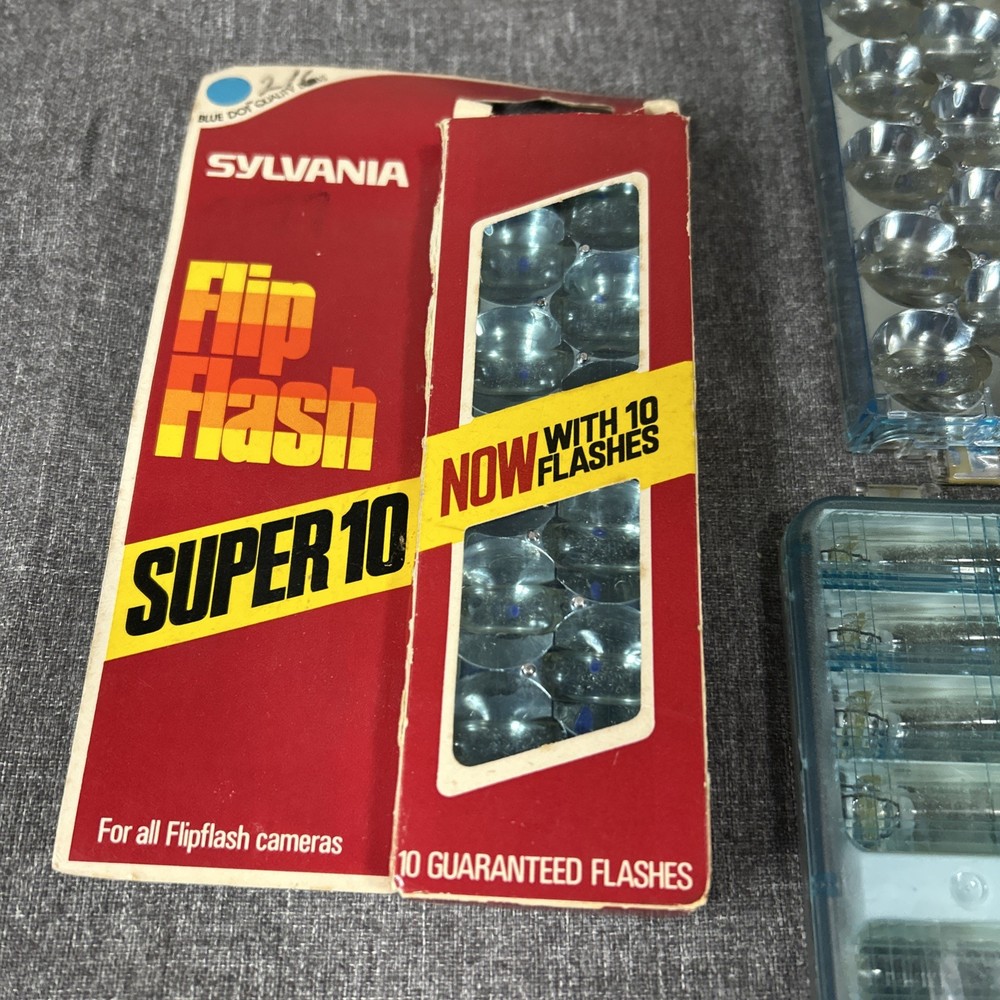 BLUE DOT QUALITY
SYLVANIA
Flip
Flash
SUPER 10
For all Flipflash cameras
NOW WITH 10
FLASHES
10 GUARANTEED FLASHES